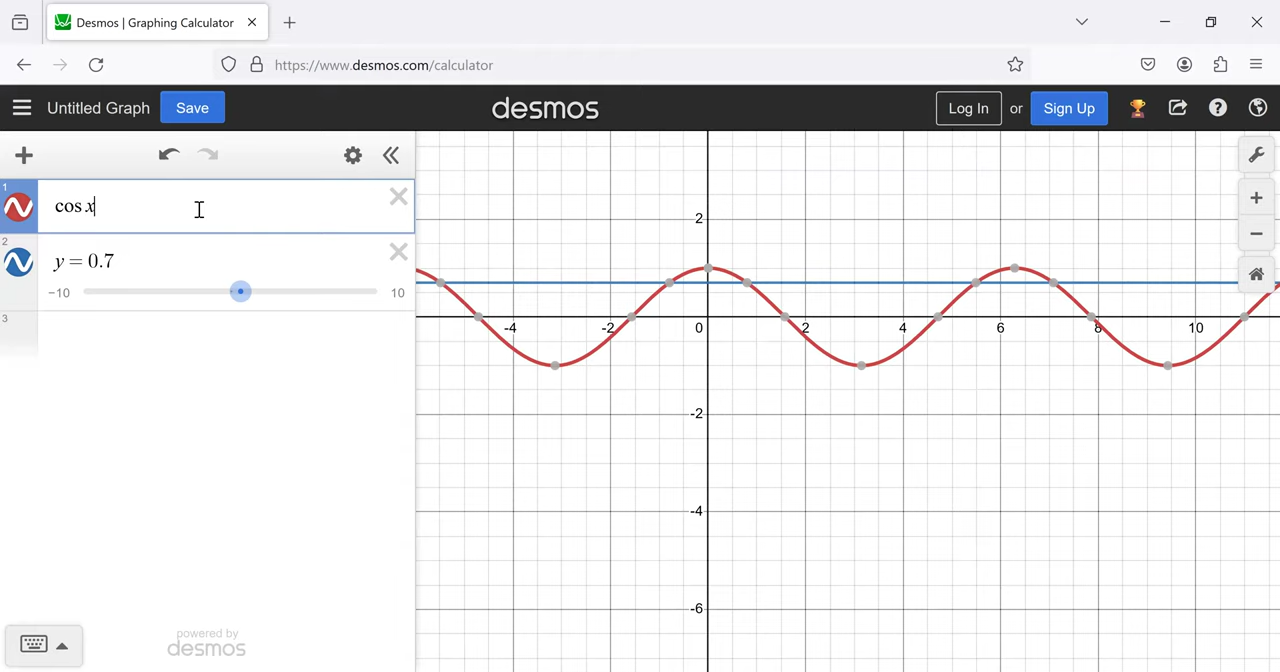 Desmos | Graphing Calculator
https://www.desmos.com/calculator
Untitled Graph
Save
desmos
Log In or Sign Up
1
cos x
2
y = 0.7
−10
10
3
2
-4 -2 0 2 4 6 8 10
-2
-4
-6
powered by
desmos